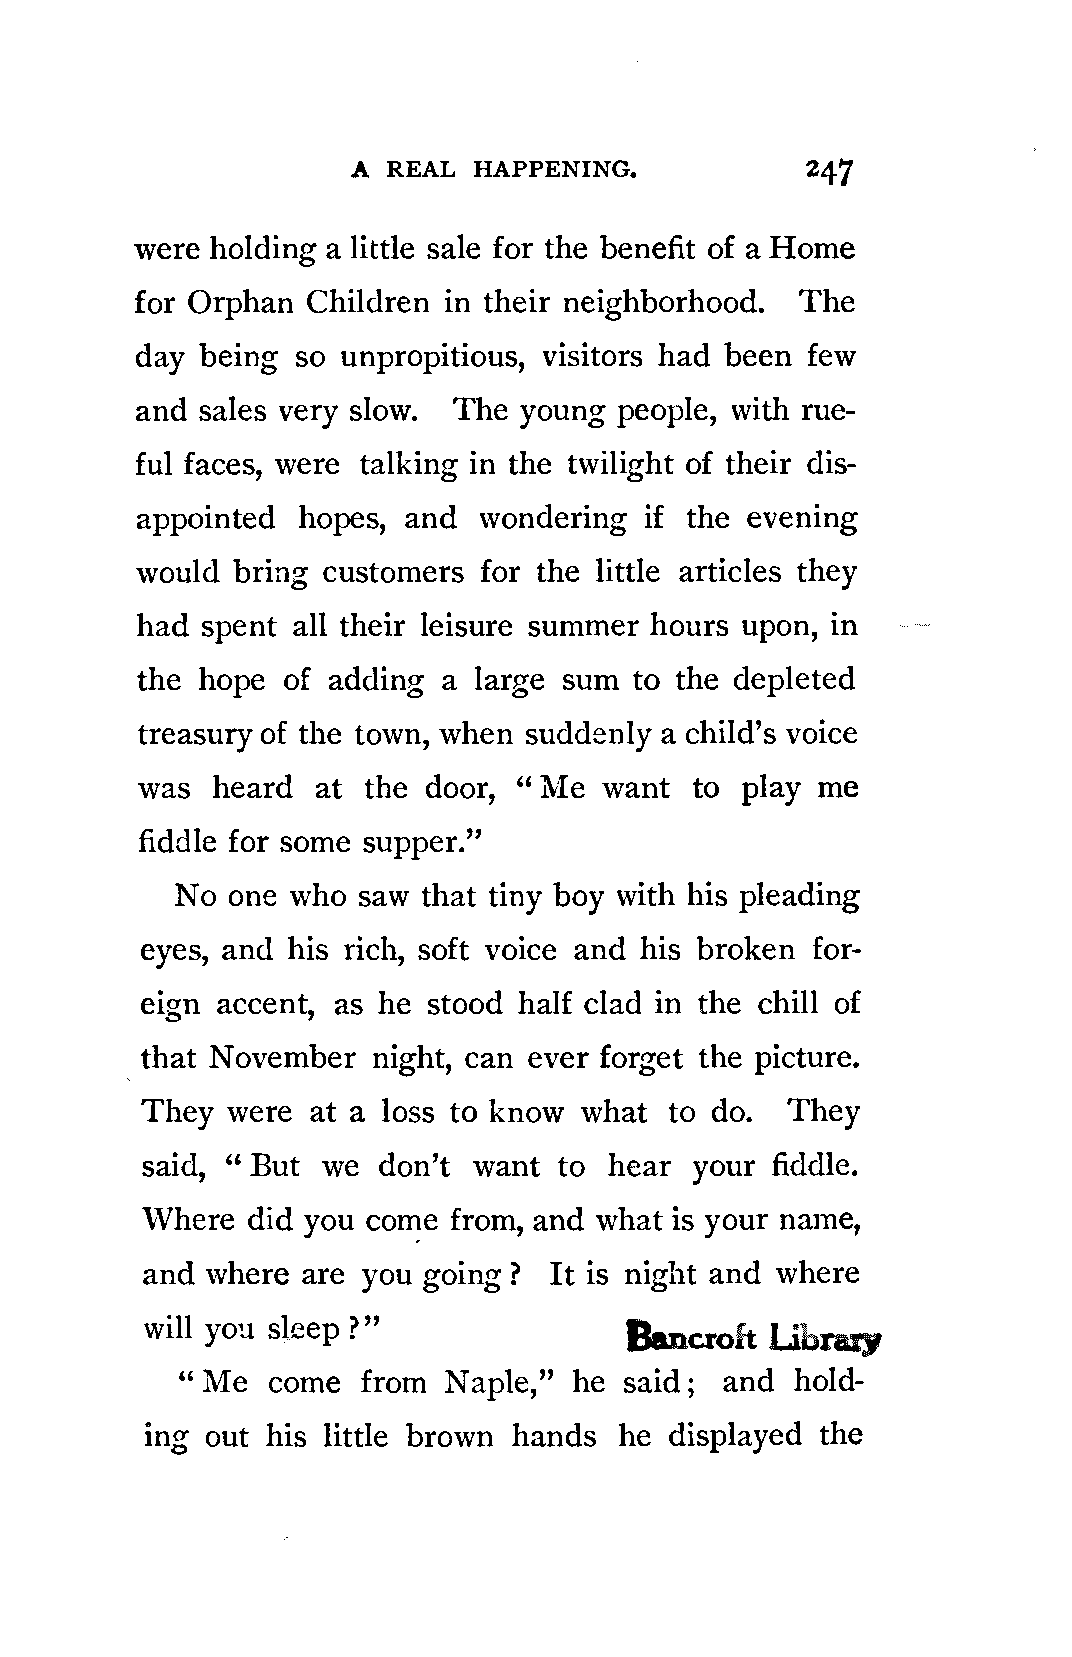 A REAL HAPPENING. 247
were holding a little sale for the benefit of a Home
for Orphan Children in their neighborhood. The
day being so unpropitious, visitors had been few
and sales very slow. The young people, with rue-
ful faces, were talking in the twilight of their dis-
appointed hopes, and wondering if the evening
would bring customers for the little articles they
had spent all their leisure summer hours upon, in
the hope of adding a large sum to the depleted
treasury of the town, when suddenly a child's voice
was heard at the door, “ Me want to play me
fiddle for some supper.”
No one who saw that tiny boy with his pleading
eyes, and his rich, soft voice and his broken for-
eign accent, as he stood half clad in the chill of
that November night, can ever forget the picture.
They were at a loss to know what to do. They
said, “ But we don't want to hear your fiddle.
Where did you come from, and what is your name,
and where are you going ? It is night and where
will you sleep ?”
Bancroft Library
“ Me come from Naple,” he said ; and hold-
ing out his little brown hands he displayed the